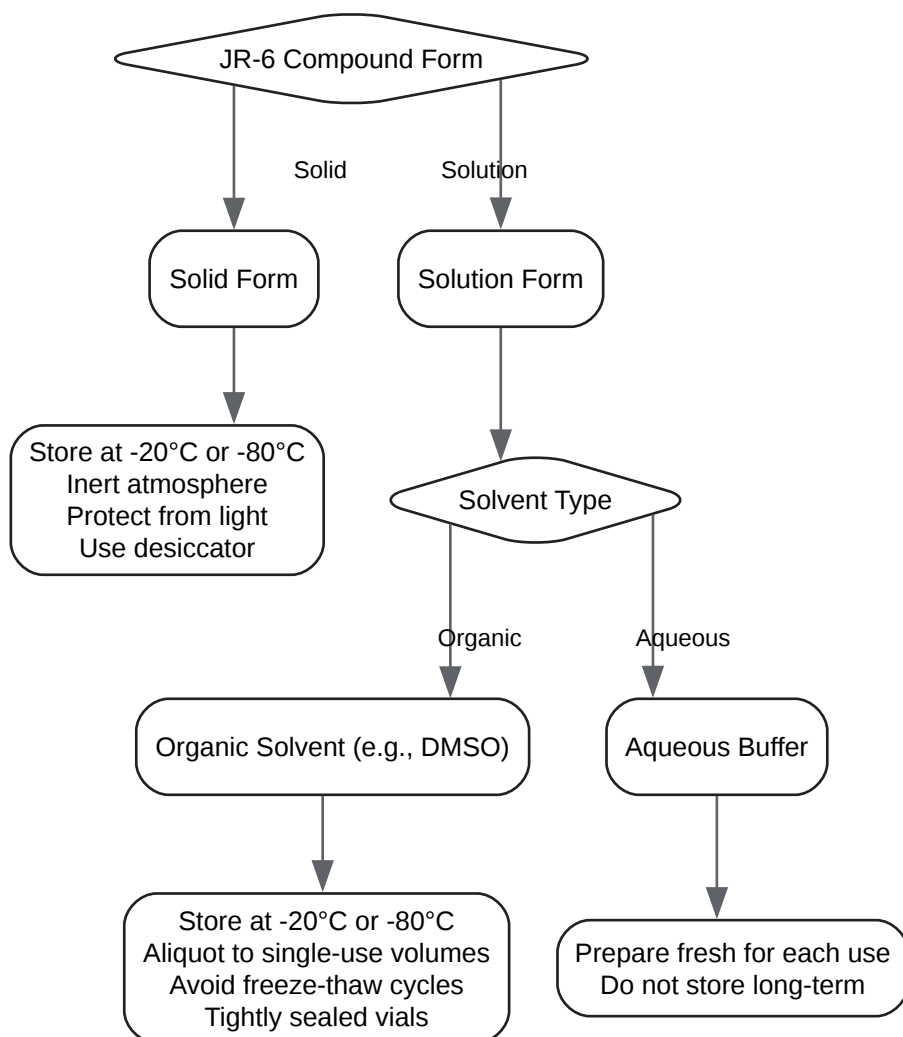 JR-6 Compound Form
Solid
Solution
Solid Form
Solution Form
Store at -20°C or -80°C
Inert atmosphere
Protect from light
Use desiccator
Solvent Type
Organic
Aqueous
Organic Solvent (e.g., DMSO)
Aqueous Buffer
Store at -20°C or -80°C
Aliquot to single-use volumes
Avoid freeze-thaw cycles
Tightly sealed vials
Prepare fresh for each use
Do not store long-term